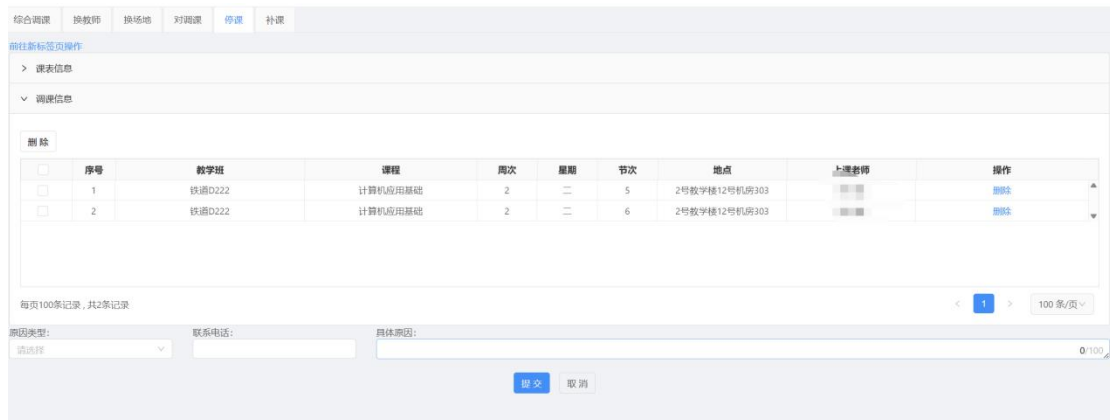 综合调课 换教师 换场地 对调课 停课 补课
前往新标签页操作
> 课表信息
∨ 调课信息
删除
序号 教学班 课程 周次 星期 节次 地点 上课老师 操作
1 铁道D222 计算机应用基础 2 二 5 2号教学楼12号机房303 删除
2 铁道D222 计算机应用基础 2 二 6 2号教学楼12号机房303 删除
每页100条记录 , 共2条记录 < 1 > 100 条/页
原因类型: 联系电话: 具体原因:
请选择 0/100
提交 取消